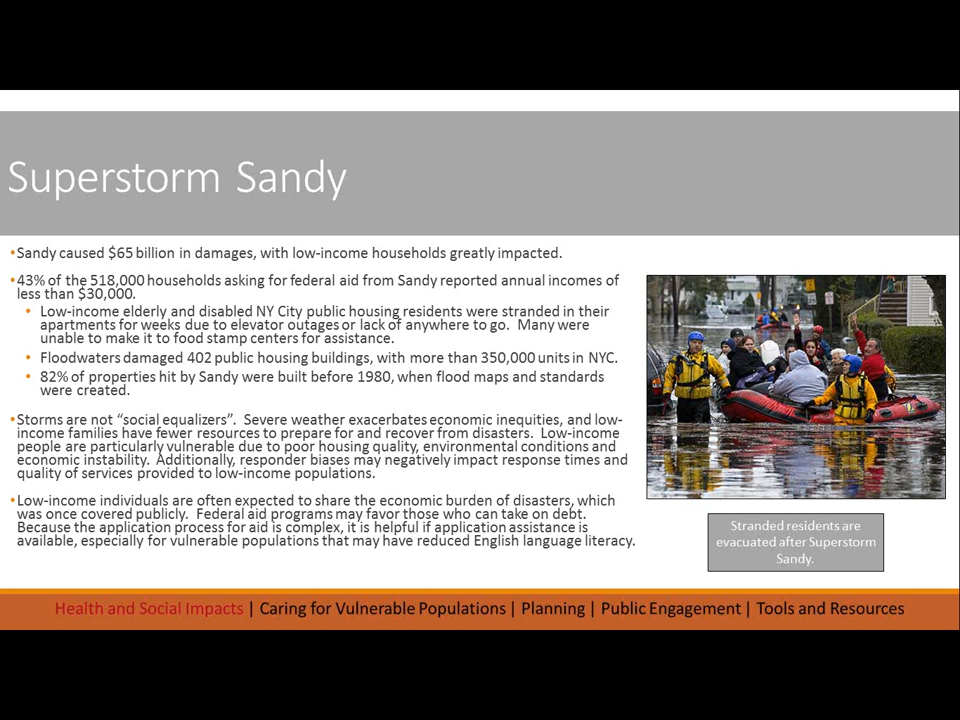 Superstorm Sandy
•Sandy caused $65 billion in damages, with low-income households greatly impacted.
•43% of the 518,000 households asking for federal aid from Sandy reported annual incomes of
less than $30,000.
• Low-income elderly and disabled NY City public housing residents were stranded in their
apartments for weeks due to elevator outages or lack of anywhere to go. Many were
unable to make it to food stamp centers for assistance.
• Floodwaters damaged 402 public housing buildings, with more than 350,000 units in NYC.
• 82% of properties hit by Sandy were built before 1980, when flood maps and standards
were created.
•Storms are not “social equalizers”. Severe weather exacerbates economic inequities, and low-
income families have fewer resources to prepare for and recover from disasters. Low-income
people are particularly vulnerable due to poor housing quality, environmental conditions and
economic instability. Additionally, responder biases may negatively impact response times and
quality of services provided to low-income populations.
•Low-income individuals are often expected to share the economic burden of disasters, which
was once covered publicly. Federal aid programs may favor those who can take on debt.
Because the application process for aid is complex, it is helpful if application assistance is
available, especially for vulnerable populations that may have reduced English language literacy.
Stranded residents are
evacuated after Superstorm
Sandy.
Health and Social Impacts | Caring for Vulnerable Populations | Planning | Public Engagement | Tools and Resources